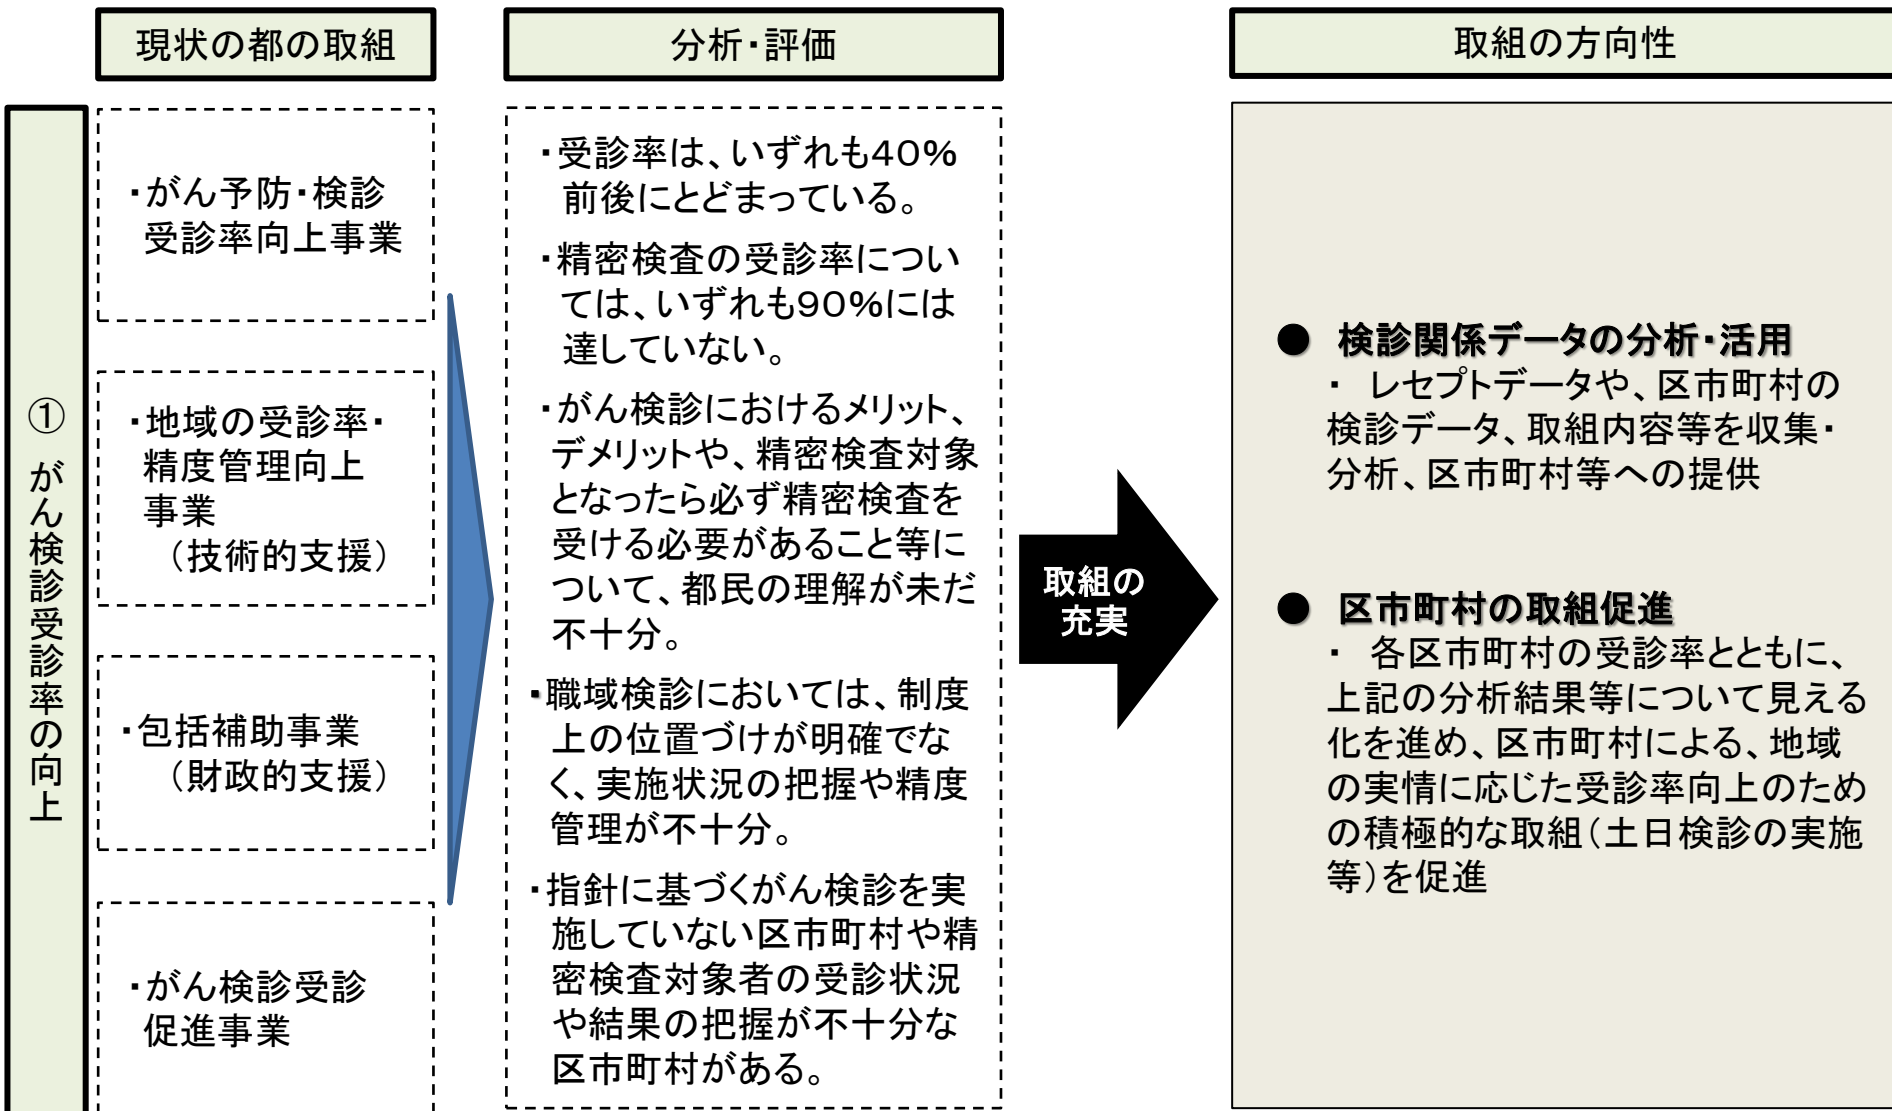 現状の都の取組
分析・評価
取組の方向性
① がん検診受診率の向上
・がん予防・検診
受診率向上事業
・地域の受診率・
精度管理向上
事業
（技術的支援）
・包括補助事業
（財政的支援）
・がん検診受診
促進事業
・受診率は、いずれも40%
前後にとどまっている。
・精密検査の受診率につい
ては、いずれも90%には
達していない。
・がん検診におけるメリット、
デメリットや、精密検査対象
となったら必ず精密検査を
受ける必要があること等に
ついて、都民の理解が未だ
不十分。
・職域検診においては、制度
上の位置づけが明確でな
く、実施状況の把握や精度
管理が不十分。
・指針に基づくがん検診を実
施していない区市町村や精
密検査対象者の受診状況
や結果の把握が不十分な
区市町村がある。
取組の
充実
● 検診関係データの分析・活用
・ レセプトデータや、区市町村の
検診データ、取組内容等を収集・
分析、区市町村等への提供
● 区市町村の取組促進
・ 各区市町村の受診率とともに、
上記の分析結果等について見える
化を進め、区市町村による、地域
の実情に応じた受診率向上のため
の積極的な取組（土日検診の実施
等）を促進